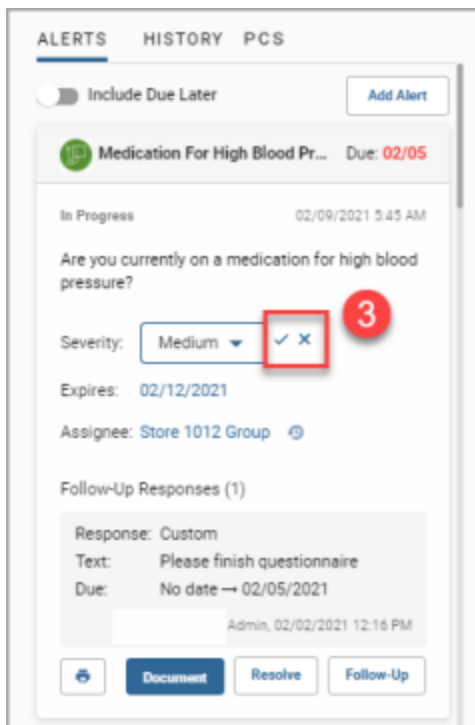 ALERTS HISTORY PCS
Include Due Later Add Alert
Medication For High Blood Pr... Due: 02/05
In Progress 02/09/2021 5:45 AM
Are you currently on a medication for high blood
pressure?
3
Severity: Medium
Expires: 02/12/2021
Assignee: Store 1012 Group
Follow-Up Responses (1)
Response: Custom
Text: Please finish questionnaire
Due: No date → 02/05/2021
Admin, 02/02/2021 12:16 PM
Document Resolve Follow-Up